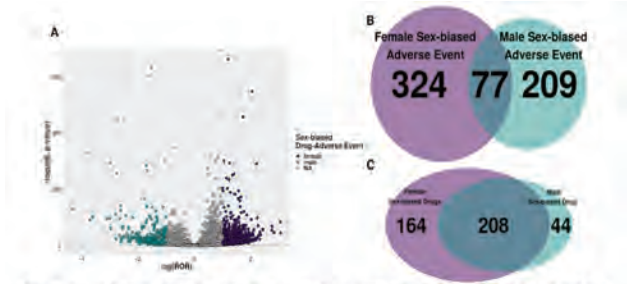 A
Sex-biased
Drug-Adverse Event
female
male
NA
log(ROR)
B
Female Sex-biased
Adverse Event
Male Sex-biased
Adverse Event
324
77
209
C
Female
Sex-biased Drugs
Male
Sex-biased Drug
164
208
44